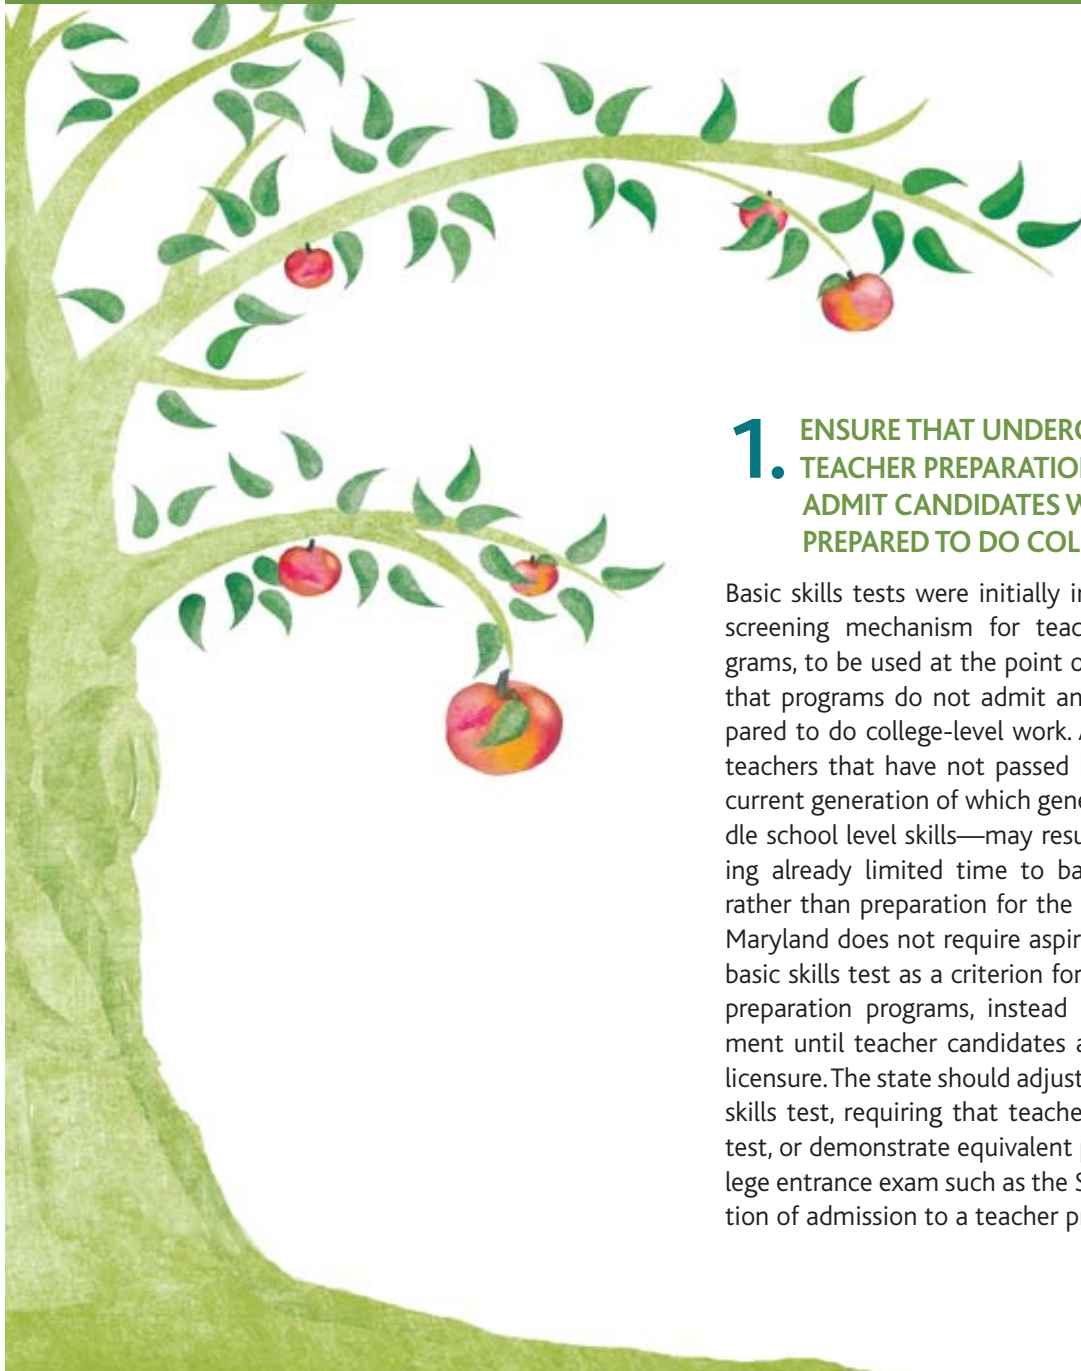 1.
ENSURE THAT UNDERG
TEACHER PREPARATION
ADMIT CANDIDATES W
PREPARED TO DO COL
Basic skills tests were initially in
screening mechanism for teac
grams, to be used at the point o
that programs do not admit an
pared to do college-level work. A
teachers that have not passed
current generation of which gene
dle school level skills—may resu
ing already limited time to ba
rather than preparation for the
Maryland does not require aspir
basic skills test as a criterion for
preparation programs, instead
ment until teacher candidates a
licensure. The state should adjust
skills test, requiring that teache
test, or demonstrate equivalent p
lege entrance exam such as the S
tion of admission to a teacher pr